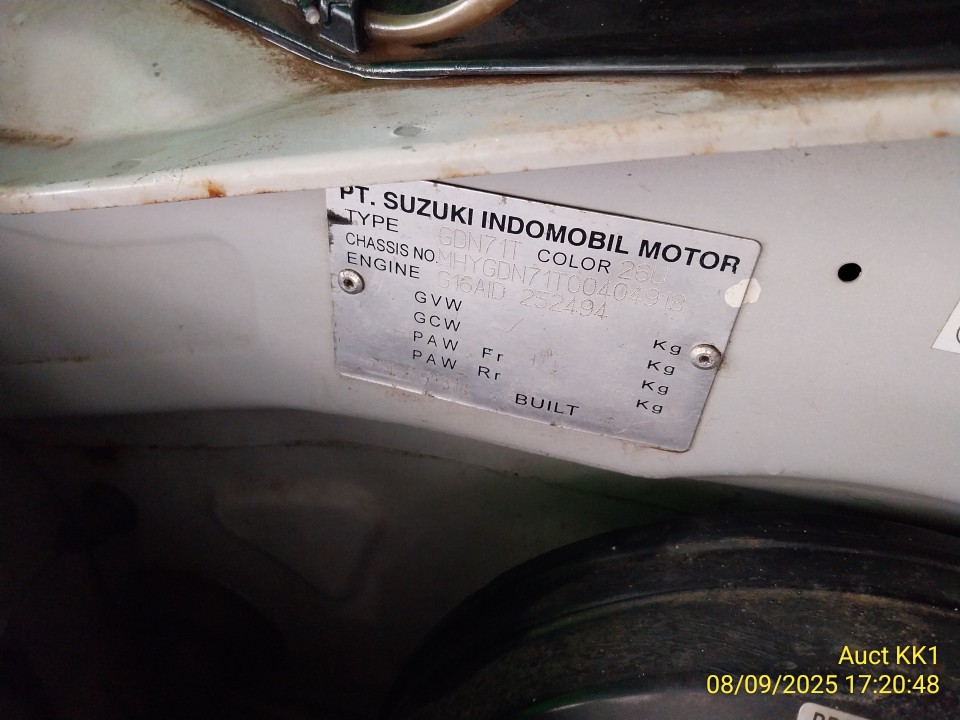 PT. SUZUKI INDOMOBIL MOTOR
TYPE GDN71T COLOR 26U
CHASSIS NO. MHYGDN71TCO404918
ENGINE G16AID 252494
GVW Kg
GCW Kg
PAW Fr Kg
PAW Rr Kg
BUILT
Auct KK1
08/09/2025 17:20:48